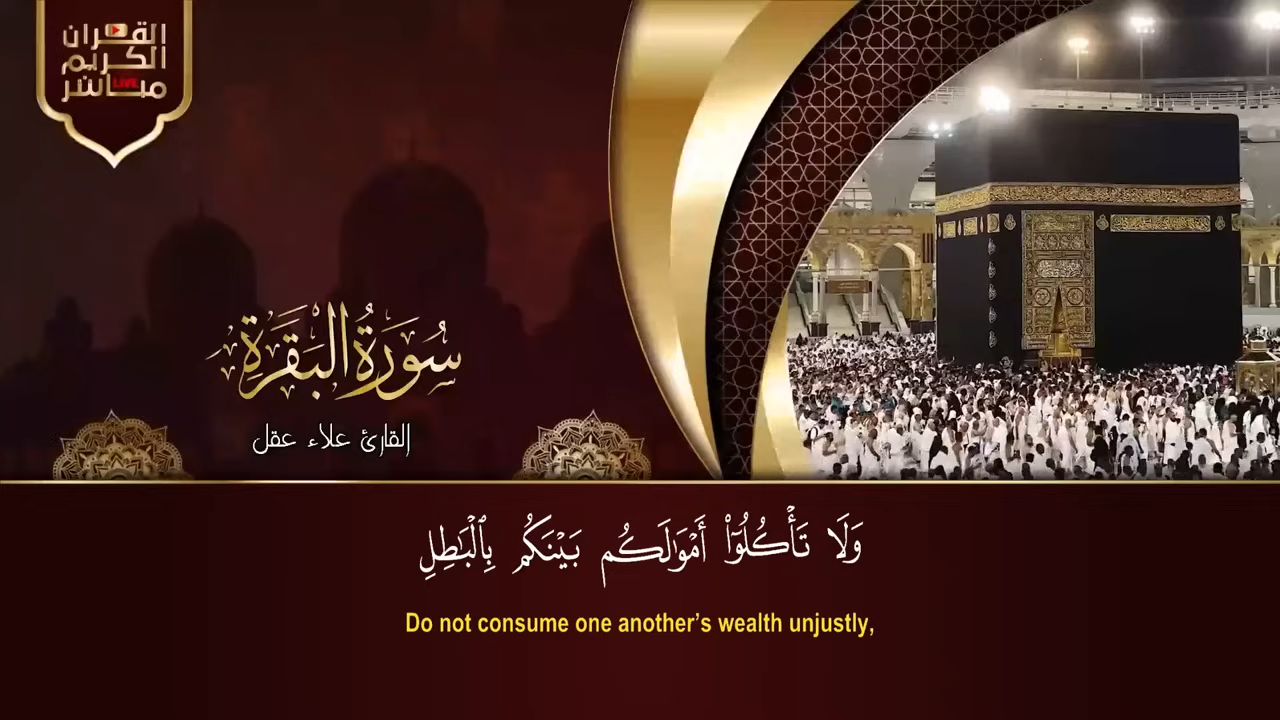 القرآن
الكريم
مباشر
LIVE
سُورَةُ البَقَرَة
القارئ علاء عقل
وَلَا تَأْكُلُوٓا۟ أَمْوَٰلَكُم بَيْنَكُم بِٱلْبَٰطِلِ
Do not consume one another’s wealth unjustly,